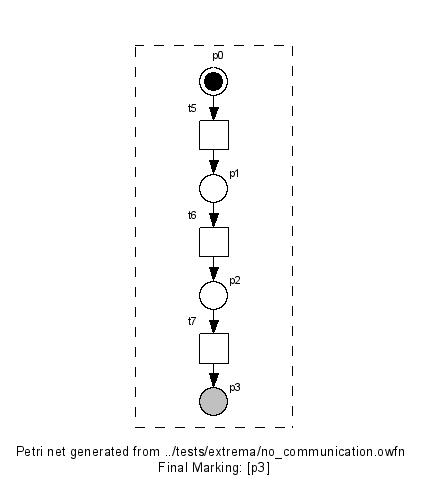 p0
t5
p1
t6
p2
t7
p3
Petri net generated from ../tests/extrema/no_communication.owfn
Final Marking: [p3]